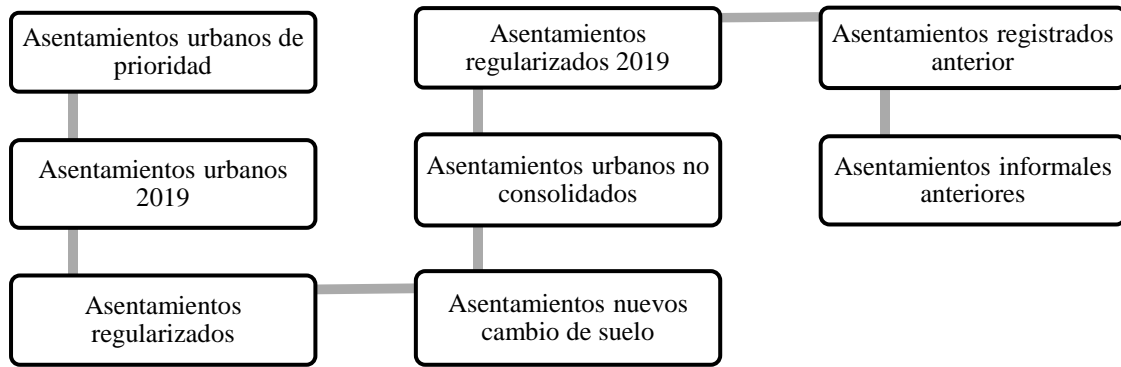 Asentamientos urbanos de
prioridad
Asentamientos urbanos
2019
Asentamientos
regularizados
Asentamientos nuevos
cambio de suelo
Asentamientos urbanos no
consolidados
Asentamientos
regularizados 2019
Asentamientos registrados
anterior
Asentamientos informales
anteriores